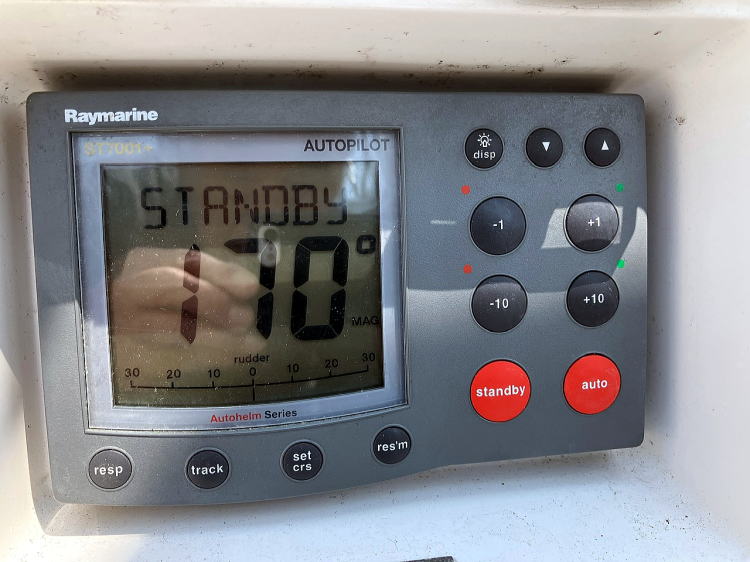 Raymarine
ST7001+
AUTOPILOT
STANDBY
170°
MAG
rudder
30 20 10 0 10 20 30
Autohelm Series
disp
-1
+1
-10
+10
standby
auto
resp
track
set
crs
res'm